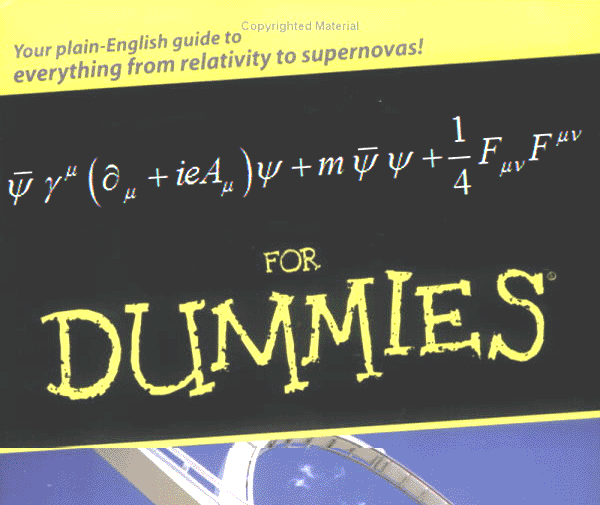 Copyrighted Material
Your plain-English guide to
everything from relativity to supernovas!
ψ̄ γ^μ (∂_μ + ieA_μ)ψ + m ψ̄ ψ + 1/4 F_μν F^μν
FOR
DUMMIES®